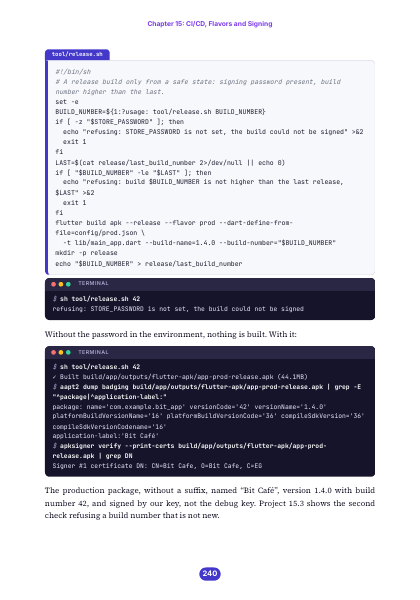 Chapter 15: CI/CD, Flavors and Signing
tool/release.sh
#!/bin/sh
# A release build only from a safe state: signing password present, build
number higher than the last.
set -e
BUILD_NUMBER=${1:?usage: tool/release.sh BUILD_NUMBER}
if [ -z "$STORE_PASSWORD" ]; then
  echo "refusing: STORE_PASSWORD is not set, the build could not be signed" >&2
  exit 1
fi
LAST=$(cat release/last_build_number 2>/dev/null || echo 0)
if [ "$BUILD_NUMBER" -le "$LAST" ]; then
  echo "refusing: build $BUILD_NUMBER is not higher than the last release,
$LAST" >&2
  exit 1
fi
flutter build apk --release --flavor prod --dart-define-from-
file=config/prod.json \
  -t lib/main_app.dart --build-name=1.4.0 --build-number="$BUILD_NUMBER"
mkdir -p release
echo "$BUILD_NUMBER" > release/last_build_number
TERMINAL
$ sh tool/release.sh 42
refusing: STORE_PASSWORD is not set, the build could not be signed
Without the password in the environment, nothing is built. With it:
TERMINAL
$ sh tool/release.sh 42
✓ Built build/app/outputs/flutter-apk/app-prod-release.apk (44.1MB)
$ aapt2 dump badging build/app/outputs/flutter-apk/app-prod-release.apk | grep -E
"^package|^application-label:"
package: name='com.example.bit_app' versionCode='42' versionName='1.4.0'
platformBuildVersionName='16' platformBuildVersionCode='36' compileSdkVersion='36'
compileSdkVersionCodename='16'
application-label:'Bit Café'
$ apksigner verify --print-certs build/app/outputs/flutter-apk/app-prod-
release.apk | grep DN
Signer #1 certificate DN: CN=Bit Cafe, O=Bit Cafe, C=EG
The production package, without a suffix, named “Bit Café”, version 1.4.0 with build
number 42, and signed by our key, not the debug key. Project 15.3 shows the second
check refusing a build number that is not new.
240